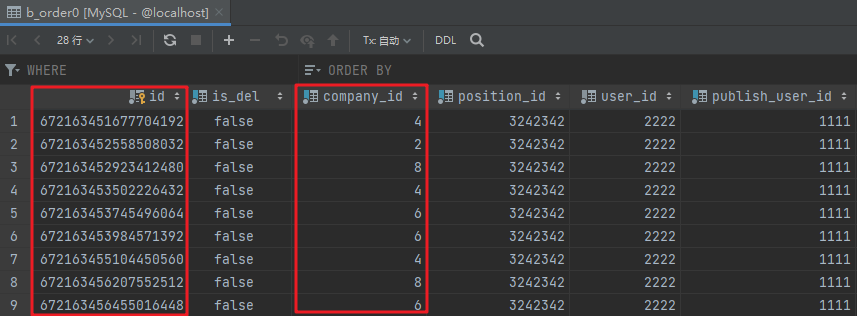 b_order0 [MySQL - @localhost]
28 行
Tx: 自动
DDL
WHERE
ORDER BY
id is_del company_id position_id user_id publish_user_id
1 672163451677704192 false 4 3242342 2222 1111
2 672163452558508032 false 2 3242342 2222 1111
3 672163452923412480 false 8 3242342 2222 1111
4 672163453502226432 false 4 3242342 2222 1111
5 672163453745496064 false 6 3242342 2222 1111
6 672163453984571392 false 6 3242342 2222 1111
7 672163455104450560 false 4 3242342 2222 1111
8 672163456207552512 false 8 3242342 2222 1111
9 672163456455016448 false 6 3242342 2222 1111